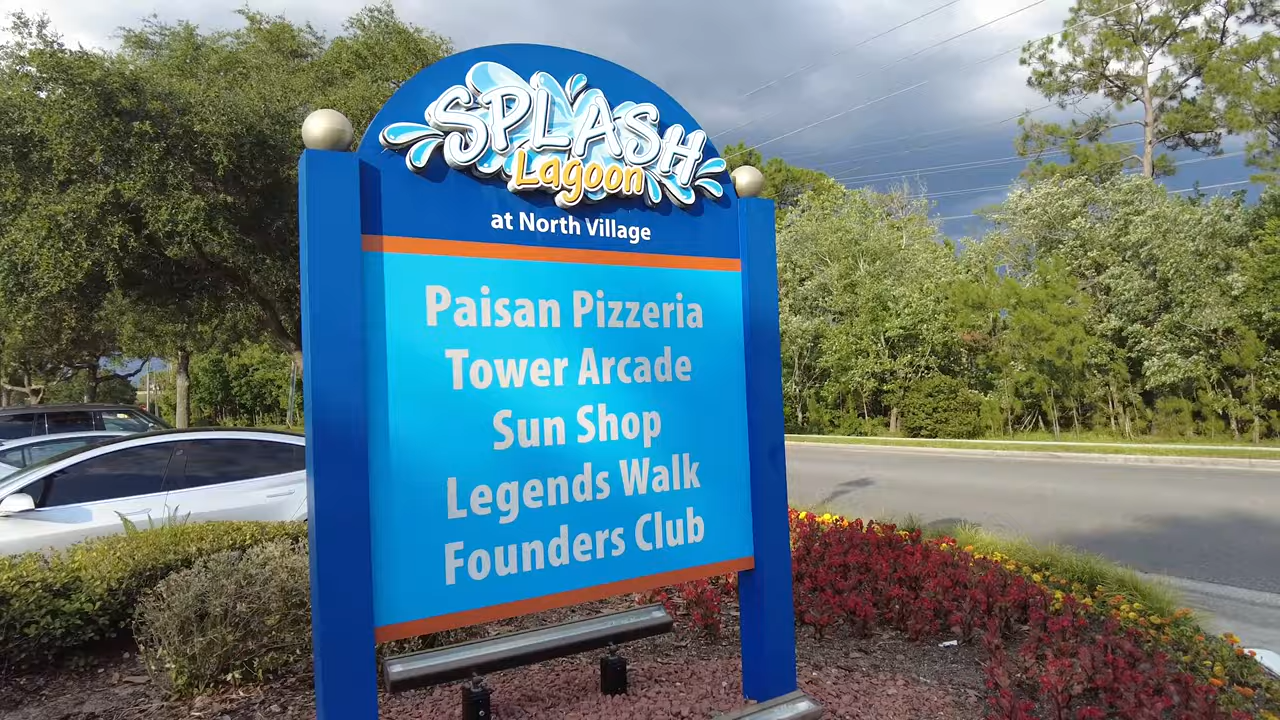 SPLASH
Lagoon
at North Village
Paisan Pizzeria
Tower Arcade
Sun Shop
Legends Walk
Founders Club